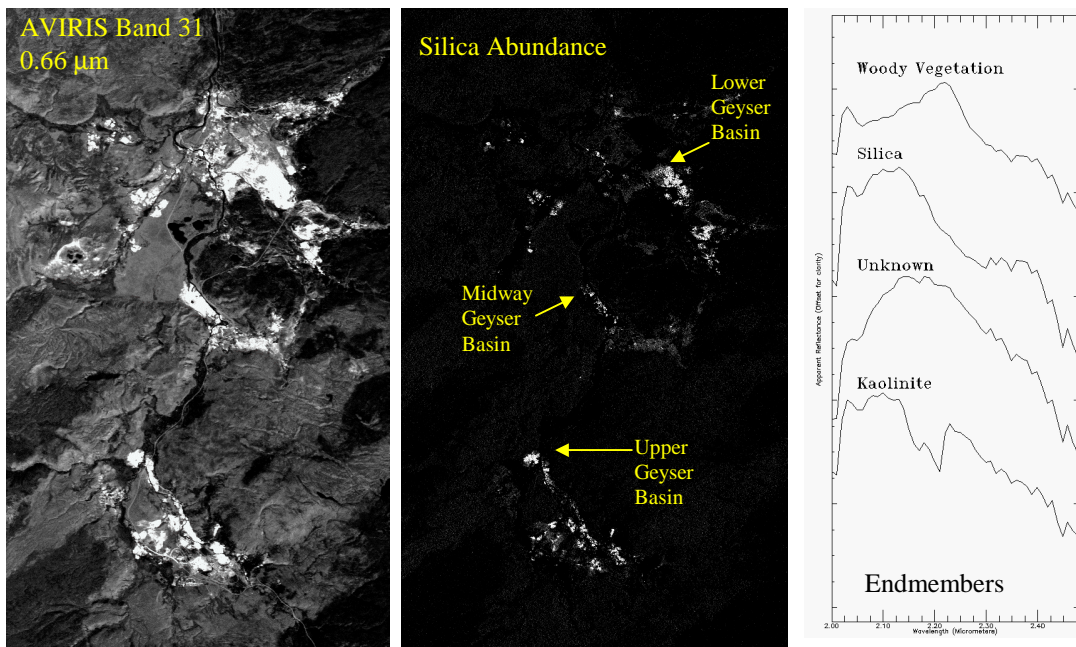 AVIRIS Band 31
0.66 μm
Silica Abundance
Lower
Geyser
Basin
Midway
Geyser
Basin
Upper
Geyser
Basin
Woody Vegetation
Silica
Unknown
Kaolinite
Endmembers
Apparent Reflectance (Offset for clarity)
2.00 2.10 2.20 2.30 2.40
Wavelength (Micrometers)